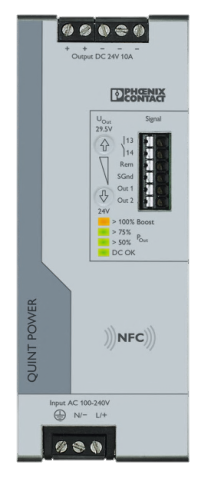 + + − − −
Output DC 24V 10A
PHŒNIX
CONTACT
UOut
29.5V
Signal
13
14
Rem
SGnd
Out 1
Out 2
24V
> 100% Boost
> 75%
> 50%
POut
DC OK
QUINT POWER
NFC
Input AC 100-240V
N/− L/+